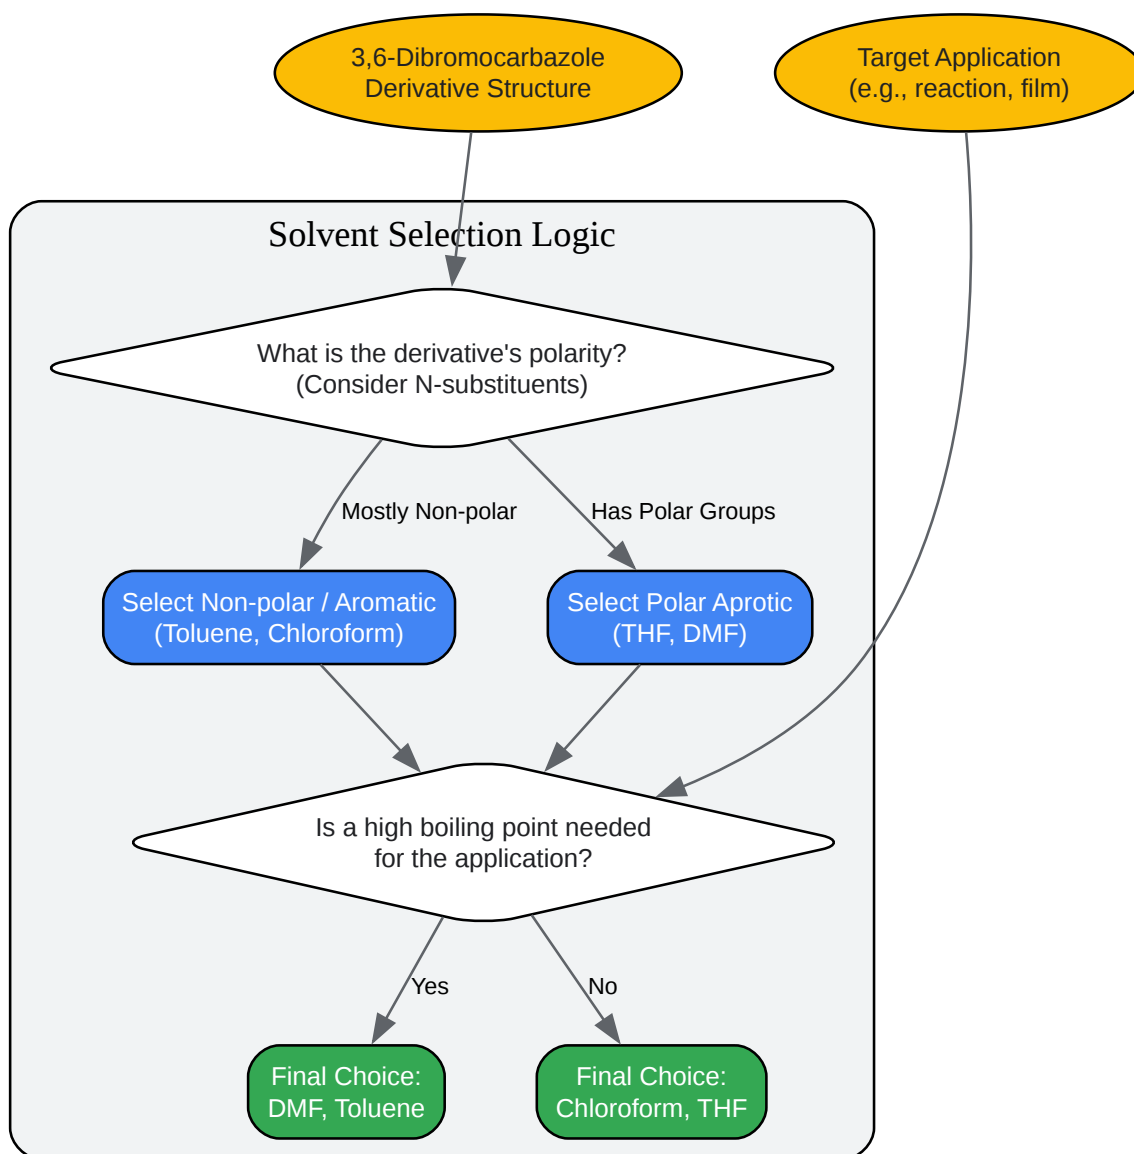 3,6-Dibromocarbazole
Derivative Structure
Target Application
(e.g., reaction, film)
Solvent Selection Logic
What is the derivative's polarity?
(Consider N-substituents)
Mostly Non-polar
Has Polar Groups
Select Non-polar / Aromatic
(Toluene, Chloroform)
Select Polar Aprotic
(THF, DMF)
Is a high boiling point needed
for the application?
Yes
No
Final Choice:
DMF, Toluene
Final Choice:
Chloroform, THF